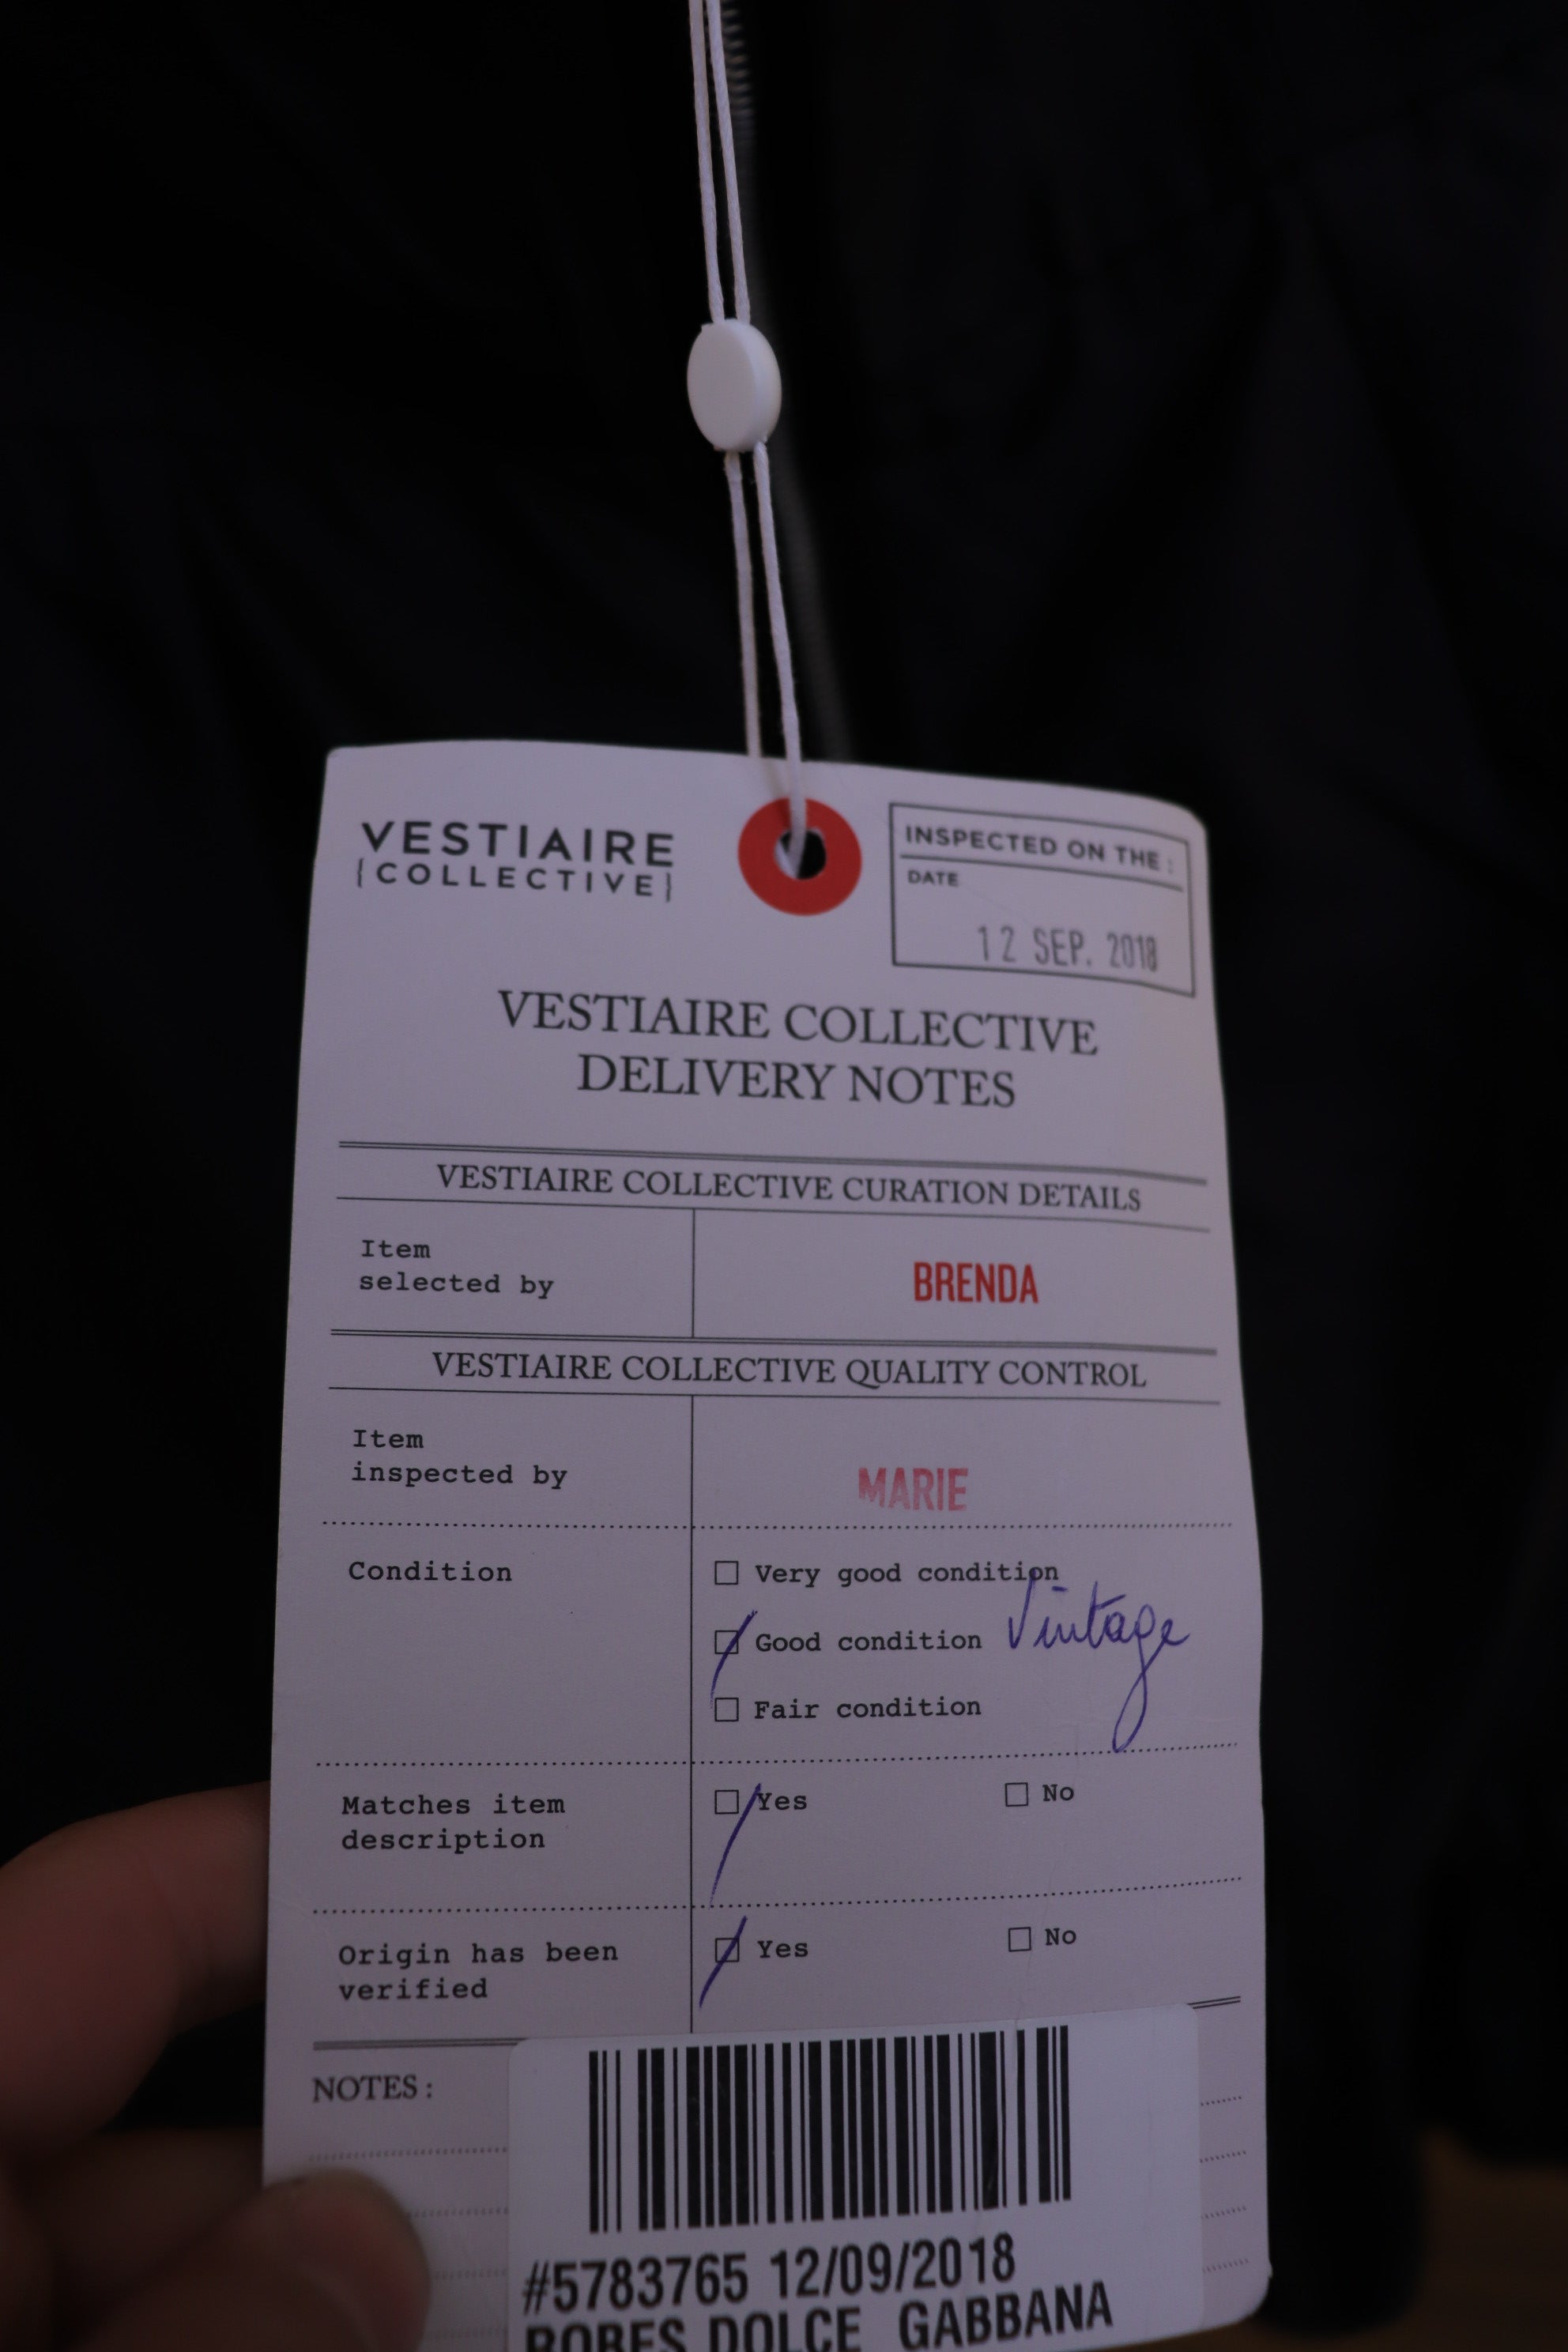 VESTIAIRE
{COLLECTIVE}
INSPECTED ON THE :
DATE
12 SEP. 2018
VESTIAIRE COLLECTIVE
DELIVERY NOTES
VESTIAIRE COLLECTIVE CURATION DETAILS
Item
selected by
BRENDA
VESTIAIRE COLLECTIVE QUALITY CONTROL
Item
inspected by
MARIE
Condition
Very good condition
Good condition Vintage
Fair condition
Matches item
description
Yes No
Origin has been
verified
Yes No
NOTES :
#5783765 12/09/2018
ROBES DOLCE GABBANA